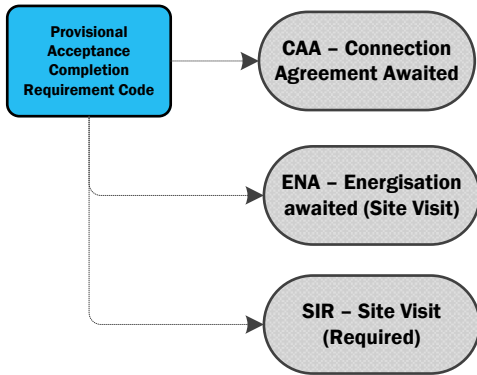 Provisional
Acceptance
Completion
Requirement Code
CAA – Connection
Agreement Awaited
ENA – Energisation
awaited (Site Visit)
SIR – Site Visit
(Required)